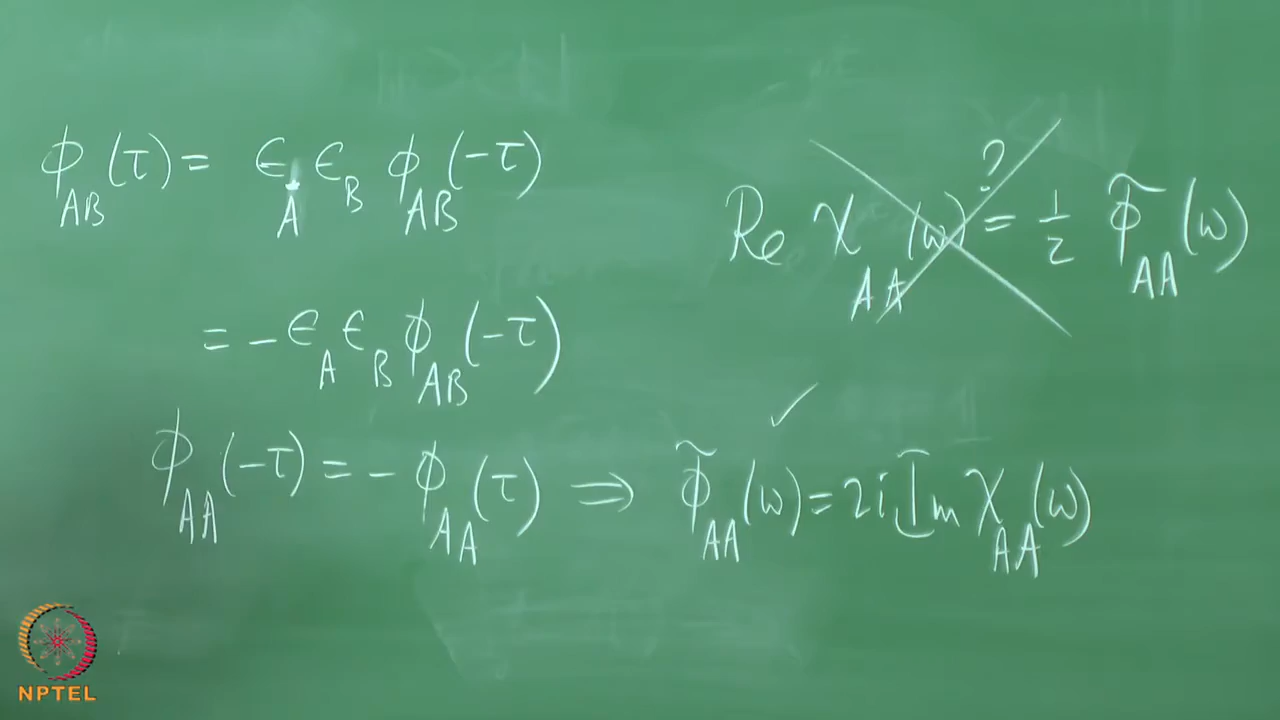 ϕ_AB(τ) = ϵ_A ϵ_B ϕ_AB(-τ)
= - ϵ_A ϵ_B ϕ_AB(-τ)
ϕ_AA(-τ) = - ϕ_AA(τ) ⇒ ϕ̃_AA(ω) = 2i Im χ_AA(ω)
✓
Re χ_AA(ω) =? 1/2 ϕ̃_AA(ω)
NPTEL